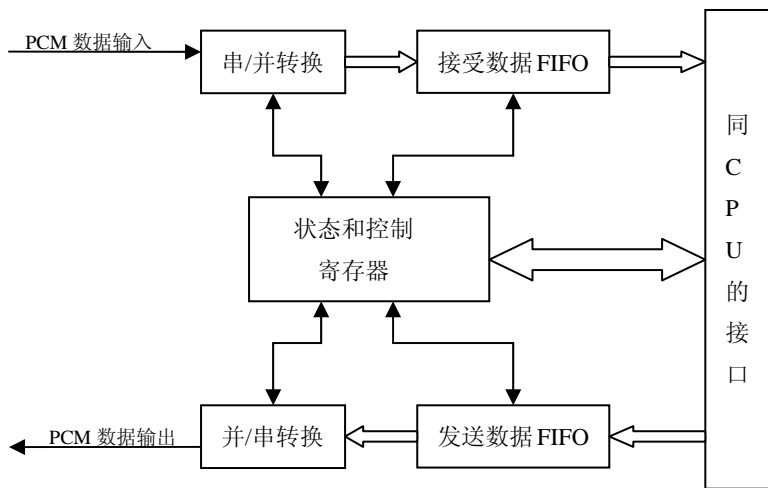 PCM 数据输入
串/并转换
接受数据 FIFO
同
C
P
U
的
接
口
状态和控制
寄存器
PCM 数据输出
并/串转换
发送数据 FIFO